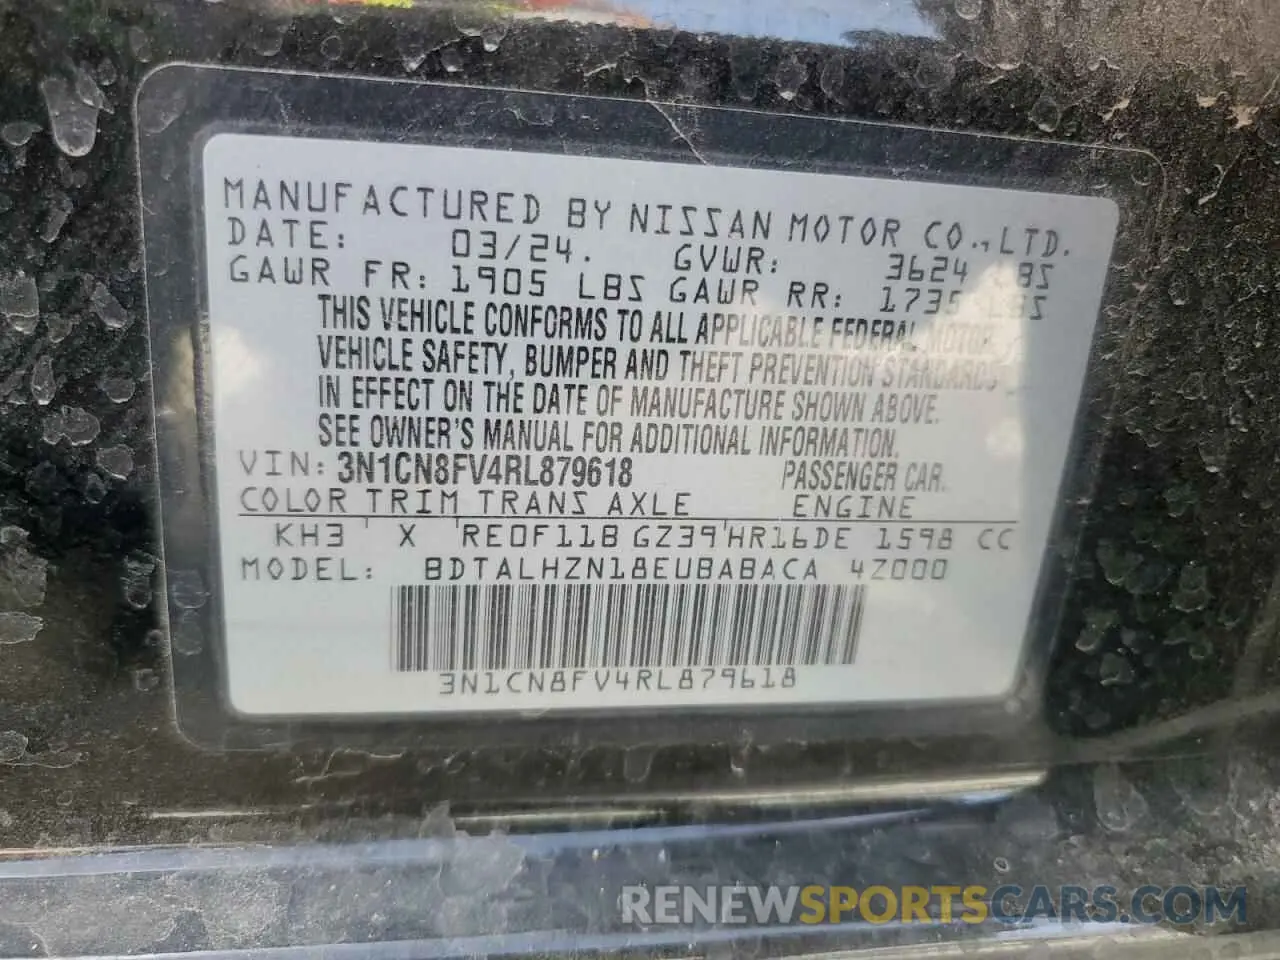 MANUFACTURED BY NISSAN MOTOR CO., LTD.
DATE: 03/24. GVWR: 3624 LBS
GAWR FR: 1905 LBS GAWR RR: 1735 LBS
THIS VEHICLE CONFORMS TO ALL APPLICABLE FEDERAL MOTOR
VEHICLE SAFETY, BUMPER AND THEFT PREVENTION STANDARDS
IN EFFECT ON THE DATE OF MANUFACTURE SHOWN ABOVE.
SEE OWNER'S MANUAL FOR ADDITIONAL INFORMATION.
VIN: 3N1CN8FV4RL879618 PASSENGER CAR.
COLOR TRIM TRANS AXLE ENGINE
KH3 X RE0F11B GZ39 HR16DE 1598 CC
MODEL: BDTALHZN18EUBABACA 4Z000
3N1CN8FV4RL879618
RENEWSPORTSCARS.COM